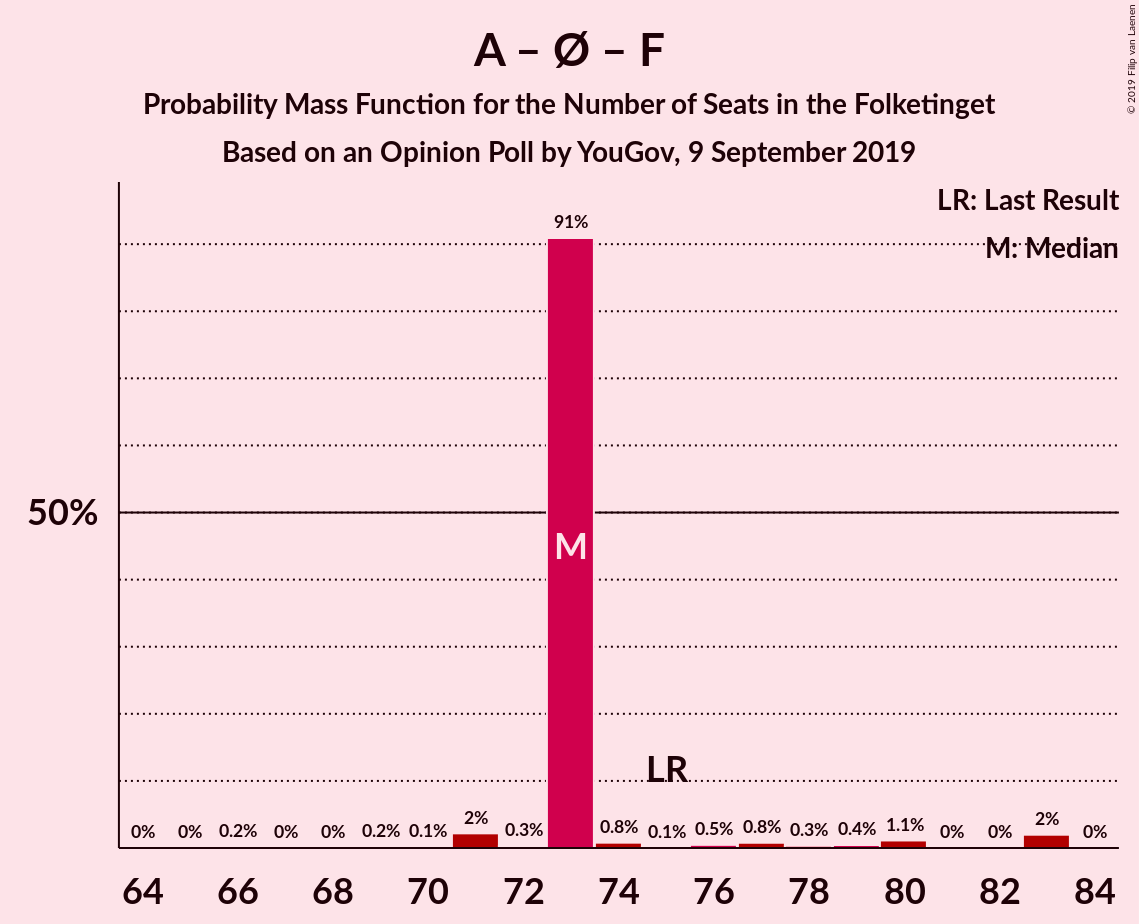 A – Ø – F
Probability Mass Function for the Number of Seats in the Folketinget
Based on an Opinion Poll by YouGov, 9 September 2019
© 2019 Filip van Laenen
LR: Last Result
M: Median
91%
50%
M
LR
0% 0% 0.2% 0% 0% 0.2% 0.1% 2% 0.3% 0.8% 0.1% 0.5% 0.8% 0.3% 0.4% 1.1% 0% 0% 2% 0%
64 66 68 70 72 74 76 78 80 82 84